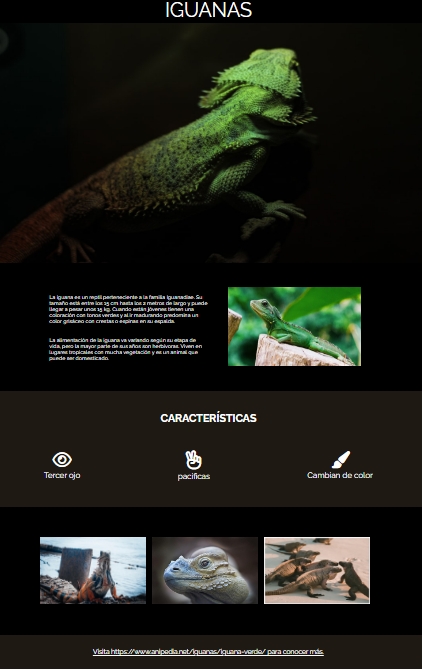 IGUANAS
La iguana es un reptil perteneciente a la familia Iguanadiae. Su
tamaño está entre los 15 cm hasta los 2 metros de largo y puede
llegar a pesar unos 15 kg. Cuando están jóvenes tienen una
coloración con tonos verdes y al ir madurando predomina un
color grisáceo con crestas o espinas en su espalda.
La alimentación de la iguana va variando según su etapa de
vida, pero la mayor parte de sus años son herbívoras. Viven en
lugares tropicales con mucha vegetación y es un animal que
puede ser domesticado.
CARACTERÍSTICAS
Tercer ojo
pacíficas
Cambian de color
Visita https://www.anipedia.net/iguanas/iguana-verde/ para conocer más.